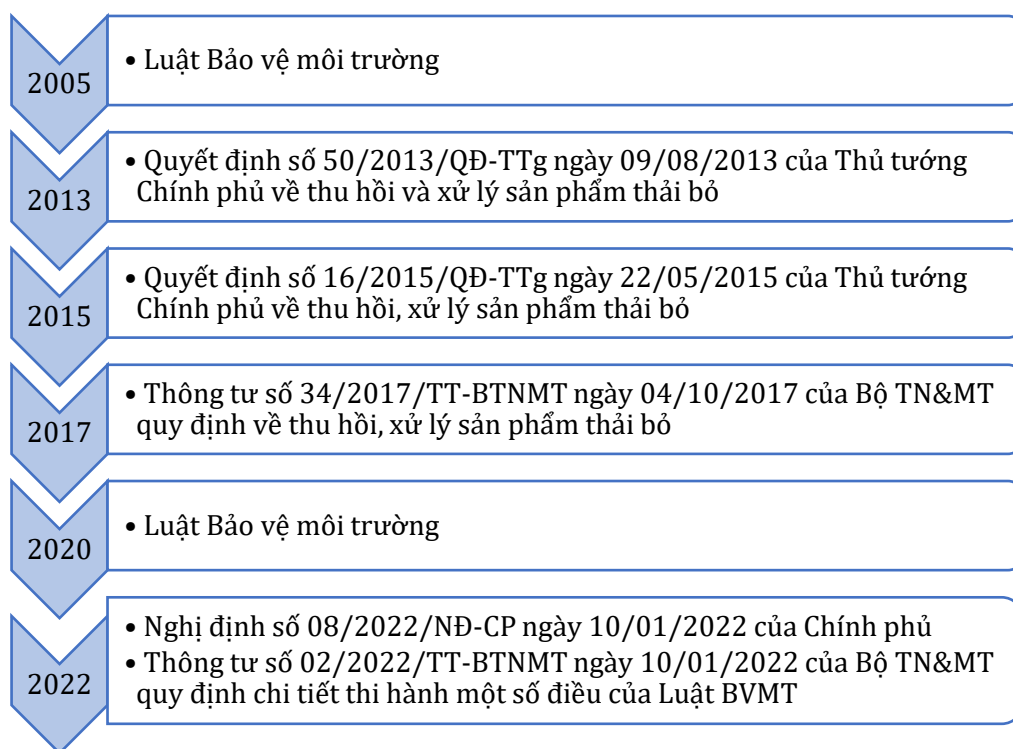 2005
• Luật Bảo vệ môi trường
2013
• Quyết định số 50/2013/QĐ-TTg ngày 09/08/2013 của Thủ tướng
Chính phủ về thu hồi và xử lý sản phẩm thải bỏ
2015
• Quyết định số 16/2015/QĐ-TTg ngày 22/05/2015 của Thủ tướng
Chính phủ về thu hồi, xử lý sản phẩm thải bỏ
2017
• Thông tư số 34/2017/TT-BTNMT ngày 04/10/2017 của Bộ TN&MT
quy định về thu hồi, xử lý sản phẩm thải bỏ
2020
• Luật Bảo vệ môi trường
2022
• Nghị định số 08/2022/NĐ-CP ngày 10/01/2022 của Chính phủ
• Thông tư số 02/2022/TT-BTNMT ngày 10/01/2022 của Bộ TN&MT
quy định chi tiết thi hành một số điều của Luật BVMT